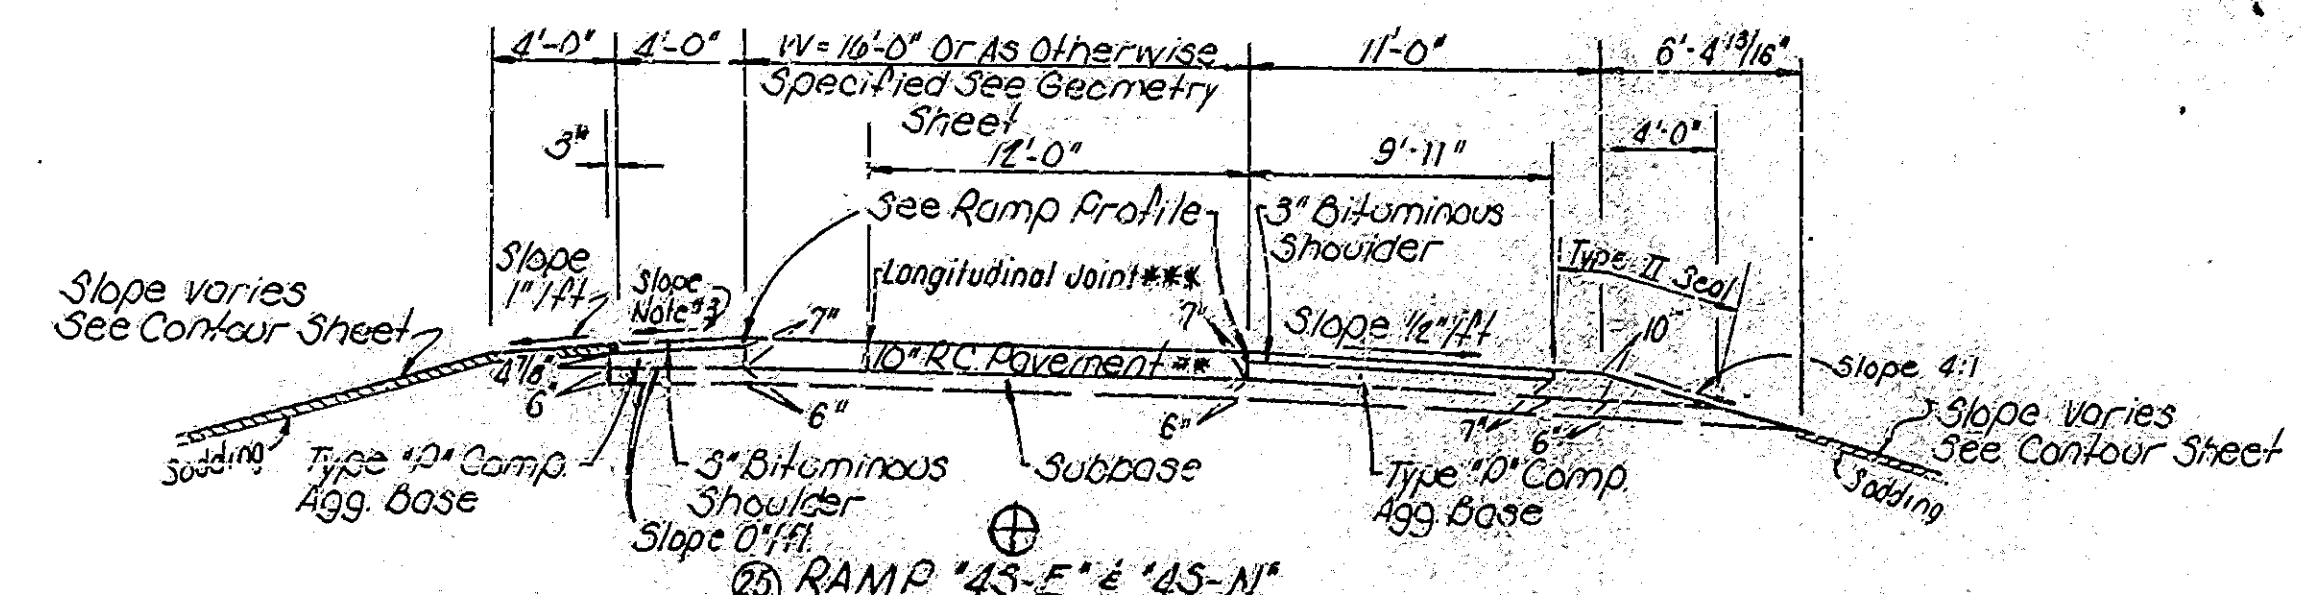 4'-0"
4'-0"
W = 16'-0" Or As Otherwise
Specified See Geometry
Sheet
11'-0"
6'-4 13/16"
3"
12'-0"
9'-11"
4'-0"
See Ramp Profile
3" Bituminous
Shoulder
Slope
1"/ft
Slope
Note #3
Longitudinal Joint ***
Type II Seal
Slope varies
See Contour Sheet
7"
7"
Slope 1/2"/ft
10"
10" RC Pavement **
4 7/8"
6"
6"
6"
7"
6"
Slope 4:1
Slope varies
See Contour Sheet
Sodding
Type "P" Comp.
Agg. Base
3" Bituminous
Shoulder
Slope 0"/ft.
Subbase
Type "P" Comp.
Agg. Base
Sodding
25 RAMP "4S-E" & "4S-N"